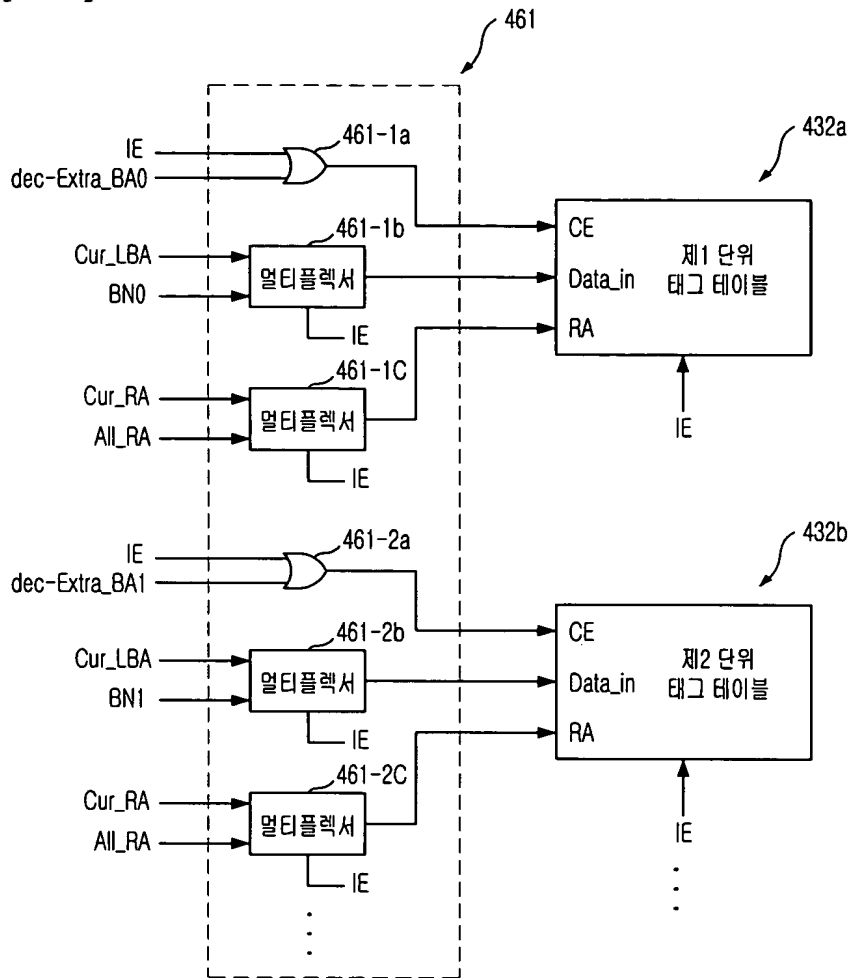 461
IE
461-1a
432a
dec-Extra_BA0
CE
461-1b
Cur_LBA
멀티플렉서
Data_in
제1 단위
태그 테이블
BN0
IE
RA
461-1C
Cur_RA
멀티플렉서
All_RA
IE
IE
461-2a
432b
IE
dec-Extra_BA1
CE
461-2b
Cur_LBA
멀티플렉서
Data_in
제2 단위
태그 테이블
BN1
IE
RA
461-2C
Cur_RA
멀티플렉서
All_RA
IE
IE